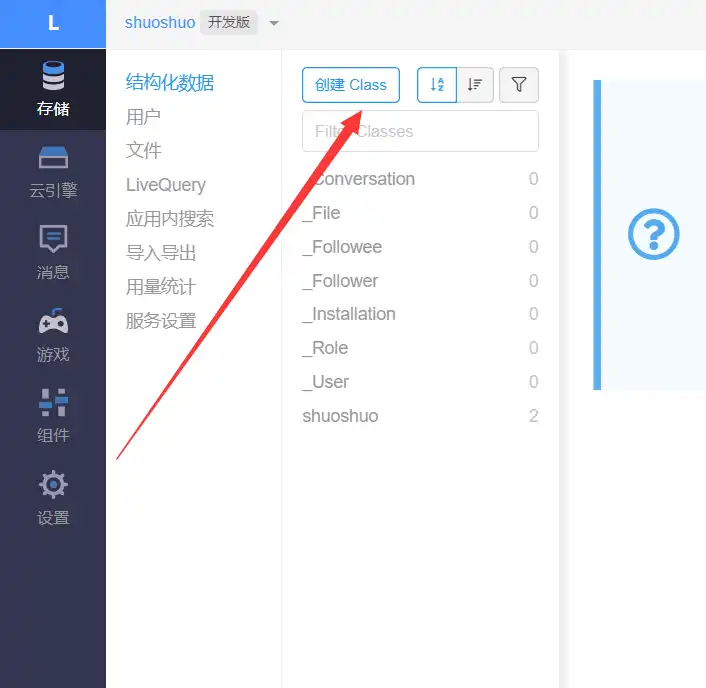 L
shuoshuo 开发版
存储
云引擎
消息
游戏
组件
设置
结构化数据
用户
文件
LiveQuery
应用内搜索
导入导出
用量统计
服务设置
创建 Class
Filter Classes
_Conversation 0
_File 0
_Followee 0
_Follower 0
_Installation 0
_Role 0
_User 0
shuoshuo 2